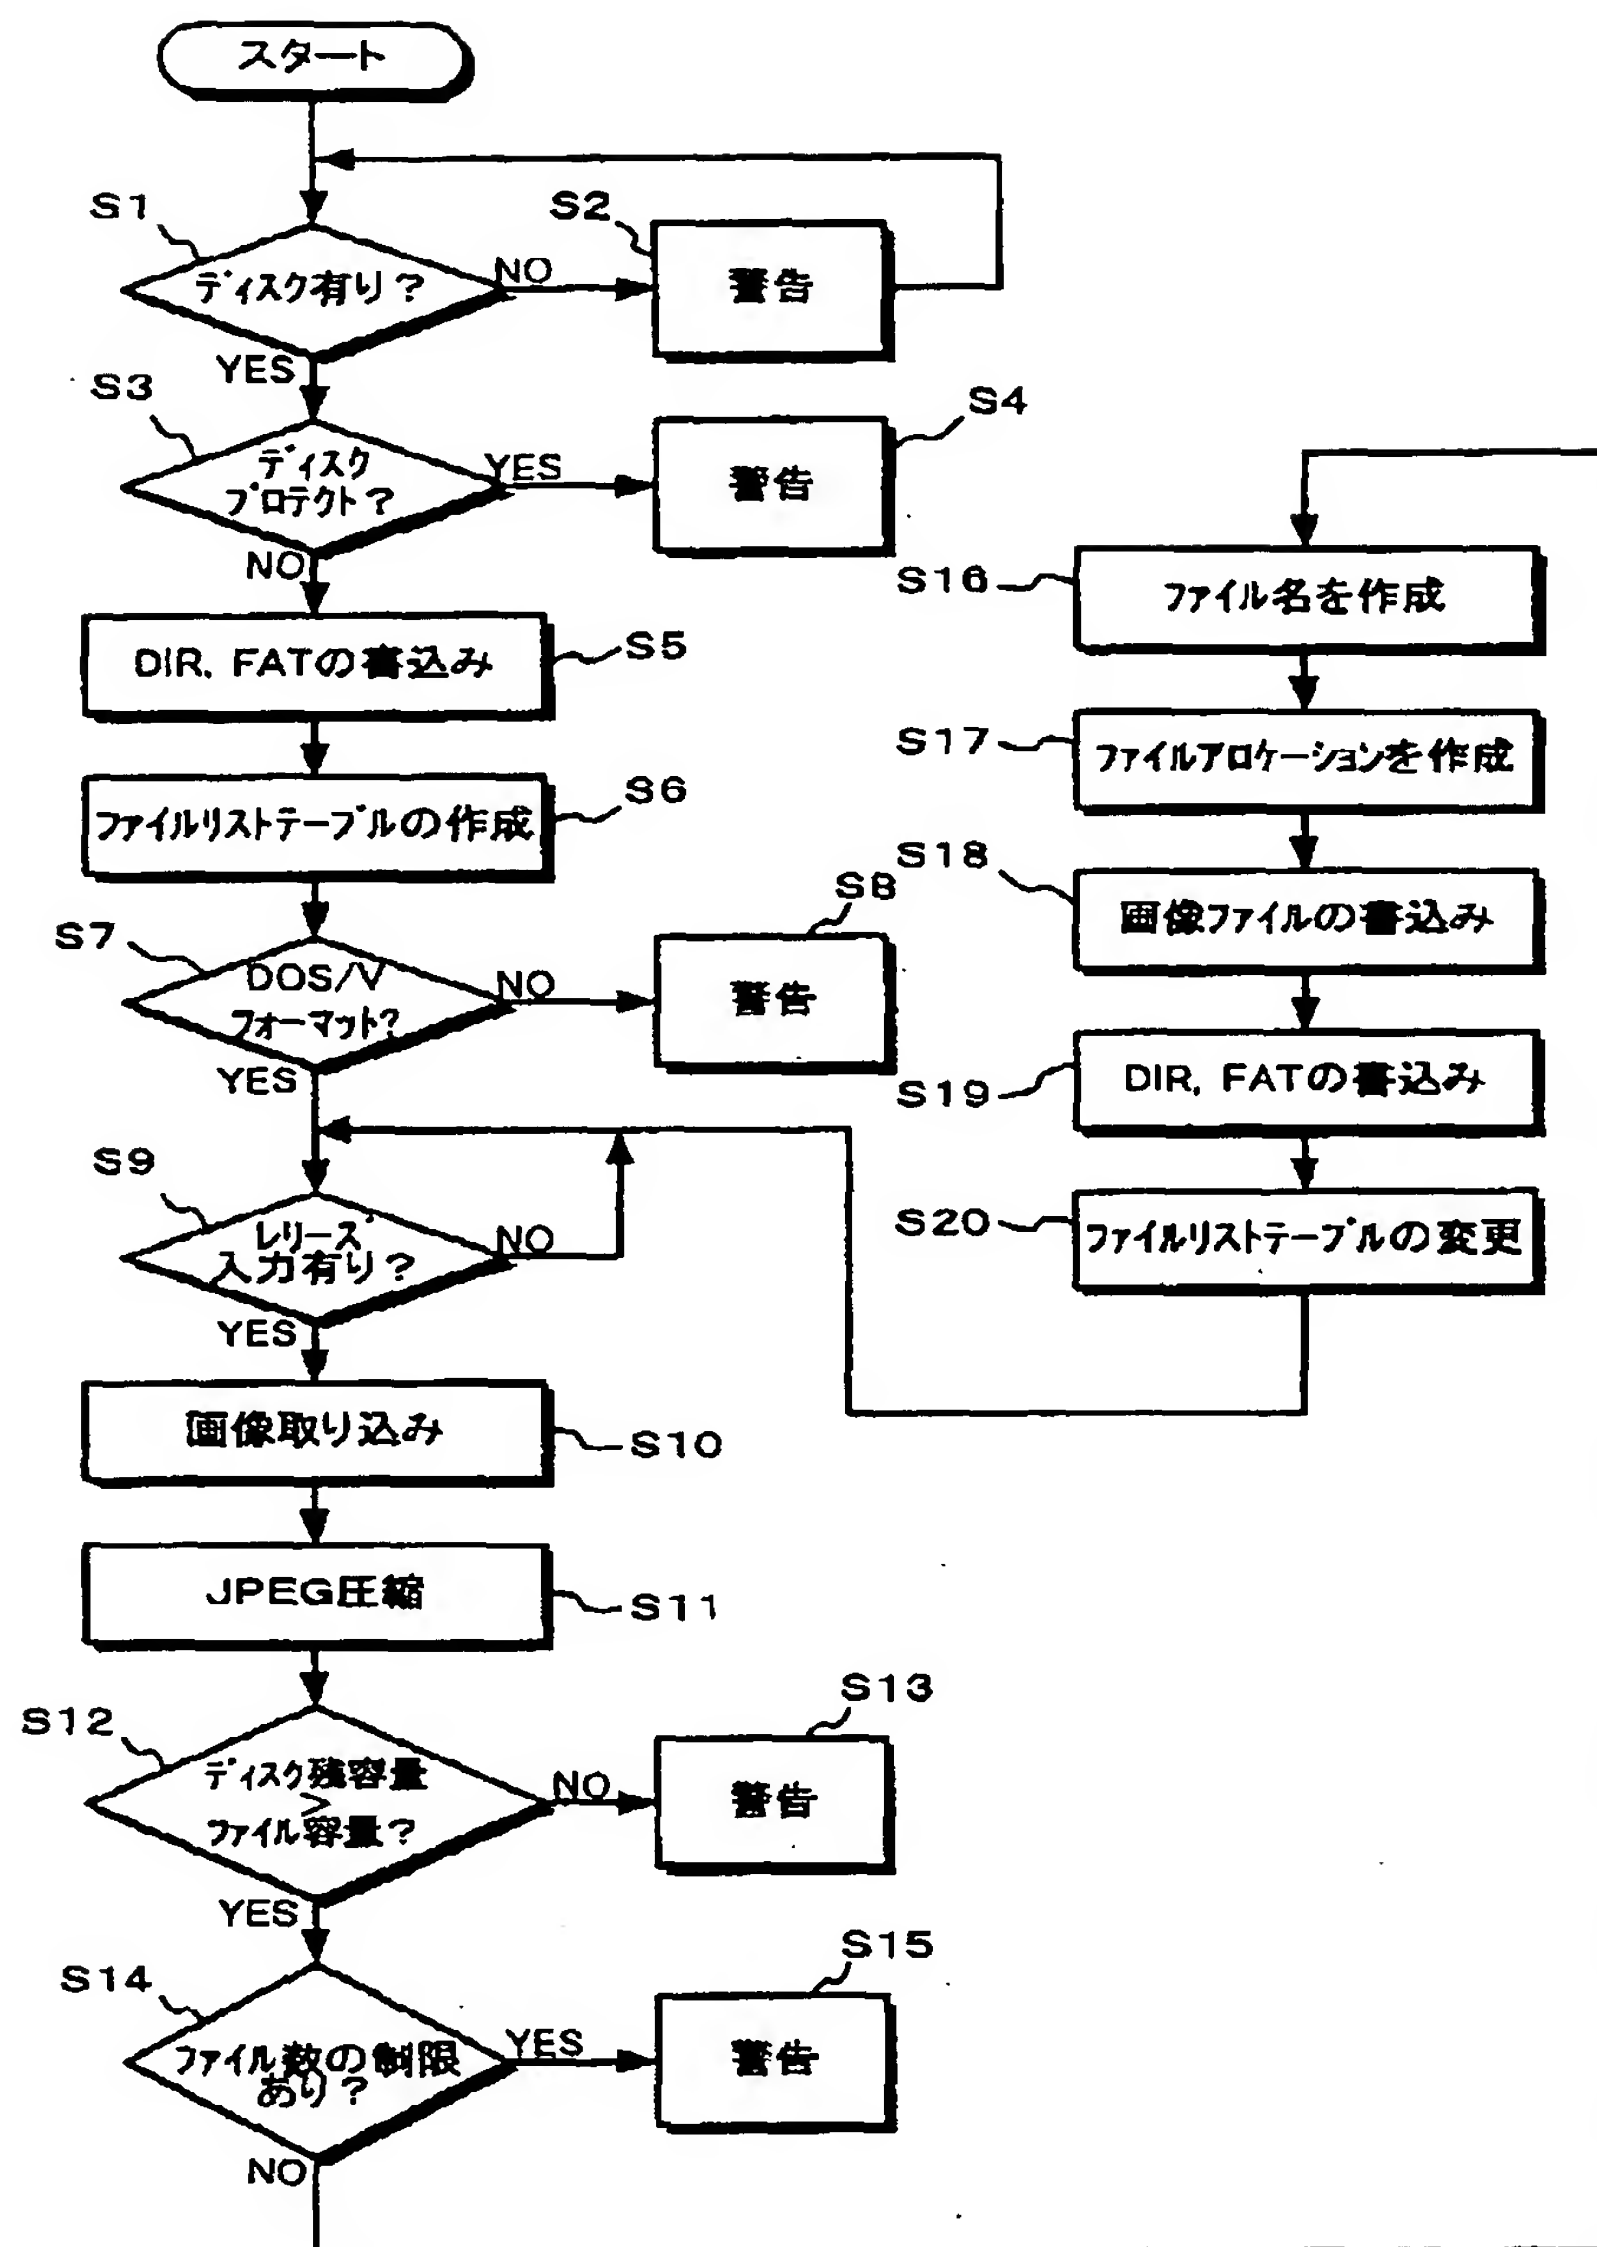 スタート
S1
ディスク有り？
NO
S2
警告
YES
S3
ディスク
プロテクト？
YES
S4
警告
NO
DIR, FATの書込み
S5
ファイルリストテーブルの作成
S6
S7
DOS/V
フォーマット?
NO
S8
警告
YES
S9
レリーズ
入力有り？
NO
YES
画像取り込み
S10
JPEG圧縮
S11
S12
ディスク残容量
>
ファイル容量？
NO
S13
警告
YES
S14
ファイル数の制限
あり？
YES
S15
警告
NO
S16
ファイル名を作成
S17
ファイルアロケーションを作成
S18
画像ファイルの書込み
S19
DIR, FATの書込み
S20
ファイルリストテーブルの変更